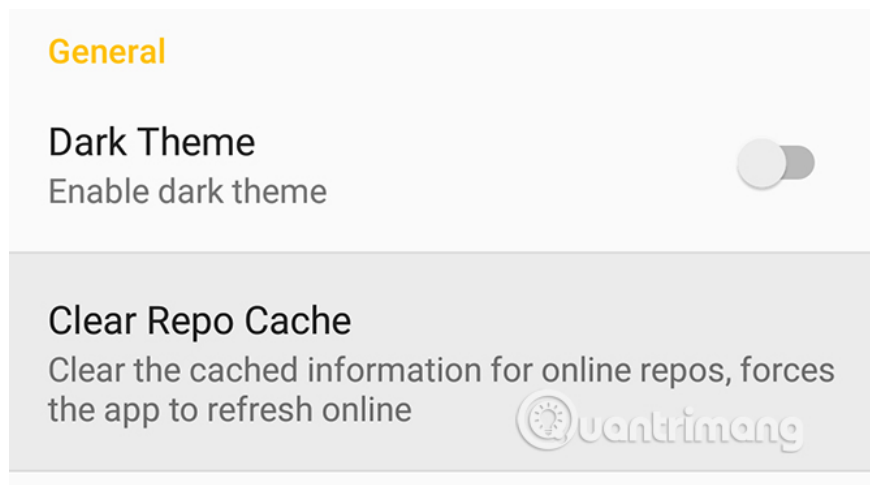 General
Dark Theme
Enable dark theme
Clear Repo Cache
Clear the cached information for online repos, forces
the app to refresh online
Quantrimang